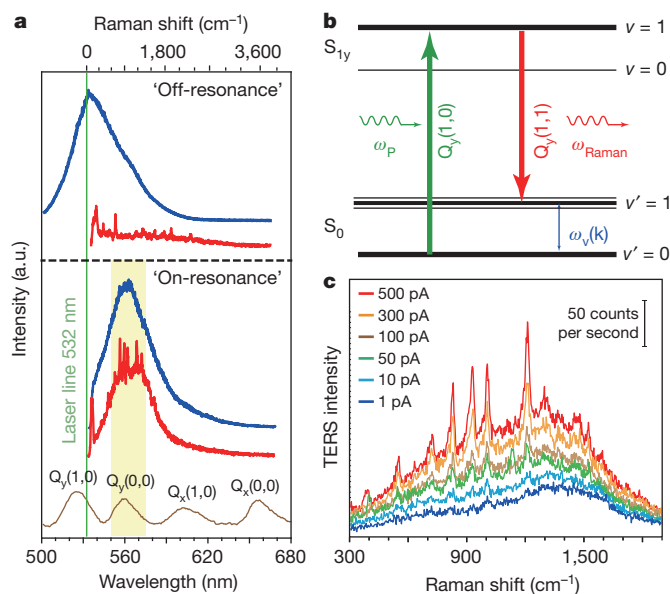 a
Raman shift (cm⁻¹)
0 1,800 3,600
'Off-resonance'
'On-resonance'
Laser line 532 nm
Intensity (a.u.)
Qy(1,0) Qy(0,0) Qx(1,0) Qx(0,0)
500 560 620 680
Wavelength (nm)
b
S1y
v = 1
v = 0
ωP
Qy(1,0)
Qy(1,1)
ωRaman
S0
v′ = 1
ωv(k)
v′ = 0
c
500 pA
300 pA
100 pA
50 pA
10 pA
1 pA
50 counts
per second
TERS intensity
300 900 1,500
Raman shift (cm⁻¹)